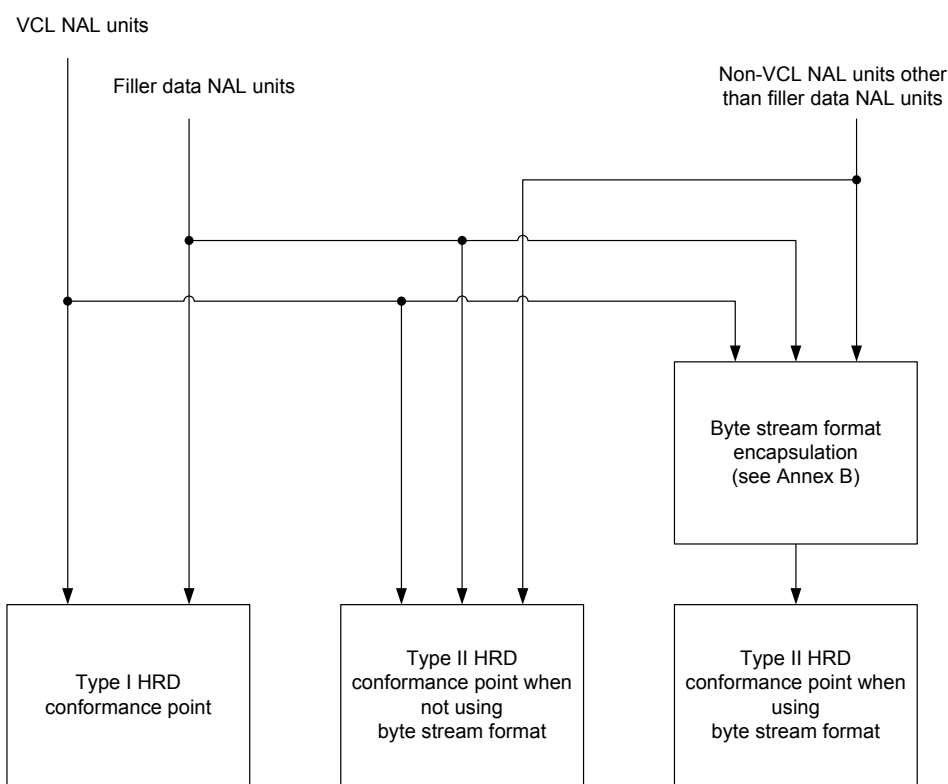 VCL NAL units
Filler data NAL units
Non-VCL NAL units other
than filler data NAL units
Byte stream format
encapsulation
(see Annex B)
Type I HRD
conformance point
Type II HRD
conformance point when
not using
byte stream format
Type II HRD
conformance point when
using
byte stream format